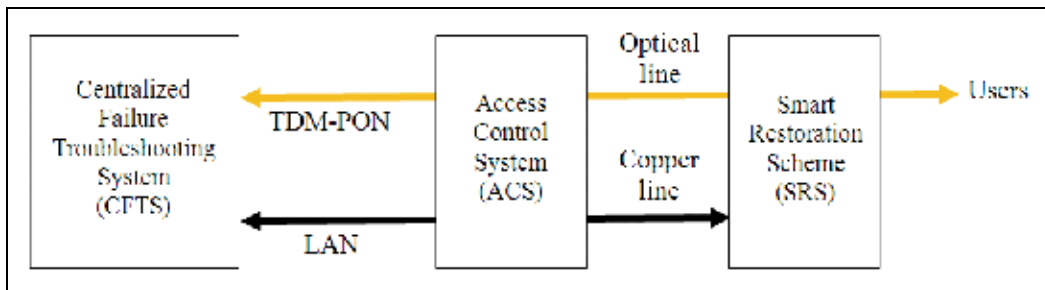 Centralized
Failure
Troubleshooting
System
(CFTS)
TDM-PON
LAN
Access
Control
System
(ACS)
Optical
line
Copper
line
Smart
Restoration
Scheme
(SRS)
Users